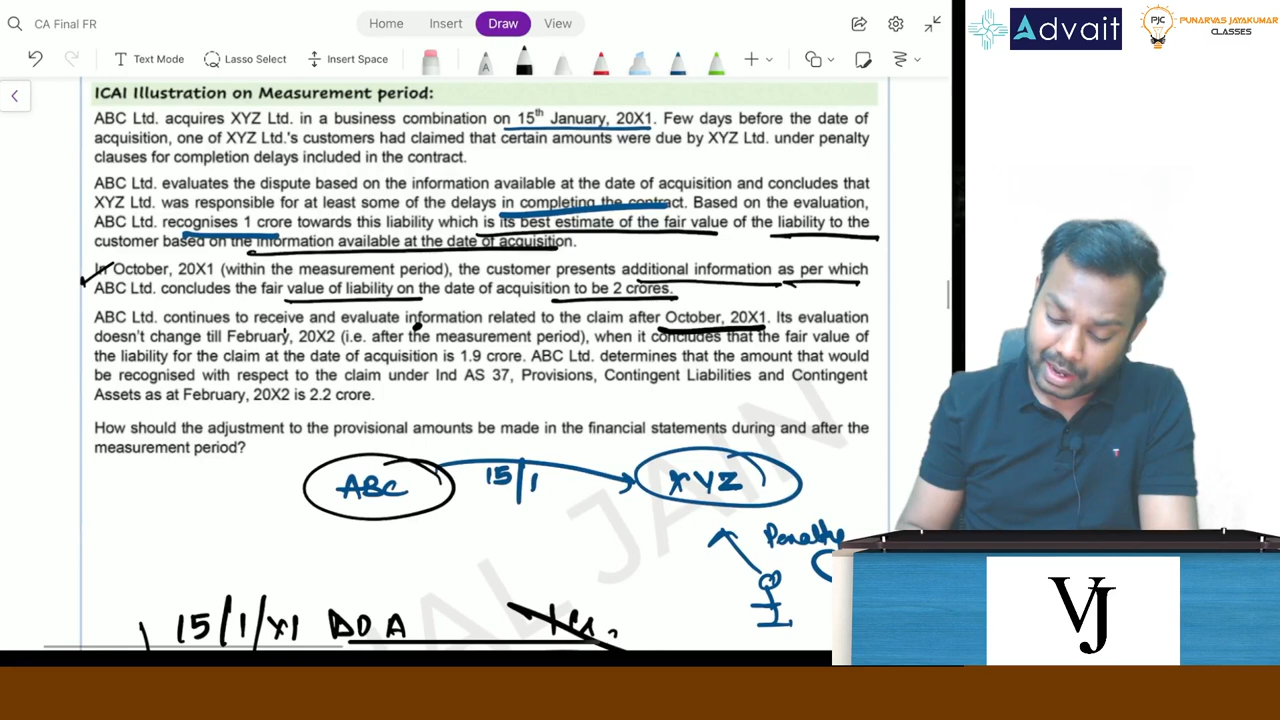 CA Final FR
Home Insert Draw View
Advait
PJC
PUNARVAS JAYAKUMAR
CLASSES
Text Mode Lasso Select Insert Space
ICAI Illustration on Measurement period:
ABC Ltd. acquires XYZ Ltd. in a business combination on 15th January, 20X1. Few days before the date of
acquisition, one of XYZ Ltd.'s customers had claimed that certain amounts were due by XYZ Ltd. under penalty
clauses for completion delays included in the contract.
ABC Ltd. evaluates the dispute based on the information available at the date of acquisition and concludes that
XYZ Ltd. was responsible for at least some of the delays in completing the contract. Based on the evaluation,
ABC Ltd. recognises 1 crore towards this liability which is its best estimate of the fair value of the liability to the
customer based on the information available at the date of acquisition.
In October, 20X1 (within the measurement period), the customer presents additional information as per which
ABC Ltd. concludes the fair value of liability on the date of acquisition to be 2 crores.
ABC Ltd. continues to receive and evaluate information related to the claim after October, 20X1. Its evaluation
doesn't change till February, 20X2 (i.e. after the measurement period), when it concludes that the fair value of
the liability for the claim at the date of acquisition is 1.9 crore. ABC Ltd. determines that the amount that would
be recognised with respect to the claim under Ind AS 37, Provisions, Contingent Liabilities and Contingent
Assets as at February, 20X2 is 2.2 crore.
How should the adjustment to the provisional amounts be made in the financial statements during and after the
measurement period?
ABC 15/1 XYZ
Penalty
15/1/X1 DOA 1cr.
JAIN
VJ